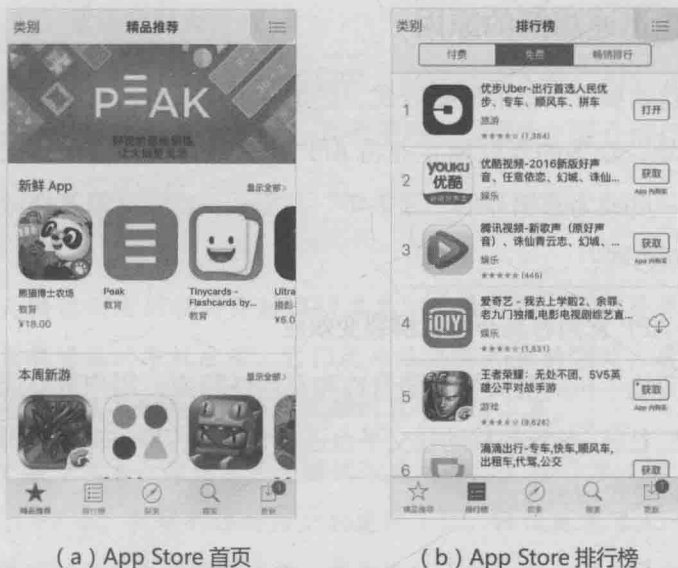 类别
精品推荐
PEAK
新鲜 App
显示全部>
熊猫博士农场
教育
¥18.00
Peak
教育
Tinycards -
Flashcards by...
教育
Ultra
摄影
¥6.0
本周新游
显示全部>
精品推荐
排行榜
探索
搜索
更新
(a) App Store 首页
类别
排行榜
付费
免费
畅销排行
1
优步Uber-出行首选人民优
步、专车、顺风车、拼车
旅游
(1,384)
打开
2
YOUKU
优酷
优酷视频-2016新版好声
音、任意依恋、幻城、诛仙...
娱乐
获取
App 内购买
3
腾讯视频-新歌声（原好声
音）、诛仙青云志、幻城、...
娱乐
(446)
获取
App 内购买
4
iQIYI
爱奇艺 - 我去上学啦2、余罪、
老九门独播,电影电视剧综艺直...
娱乐
(1,631)
5
王者荣耀：无处不团，5V5英
雄公平对战手游
游戏
(9,626)
获取
App 内购买
6
滴滴出行-专车,快车,顺风车,
出租车,代驾,公交
获取
精品推荐
排行榜
探索
搜索
更新
(b) App Store 排行榜